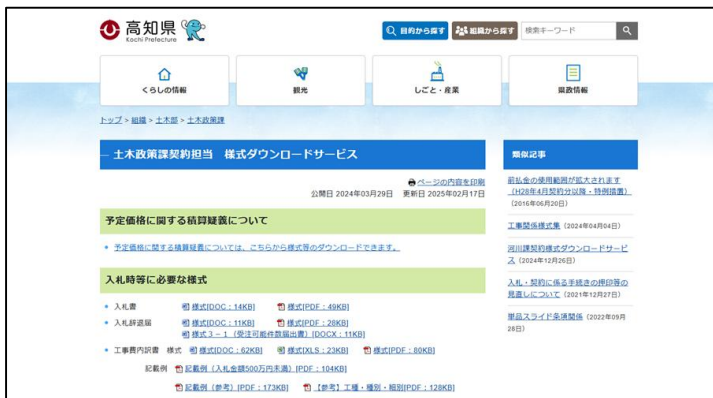 高知県
Kochi Prefecture
目的から探す 組織から探す 検索キーワード
くらしの情報 観光 しごと・産業 県政情報
トップ > 組織 > 土木部 > 土木政策課
土木政策課契約担当 様式ダウンロードサービス
ページの内容を印刷
公開日 2024年03月29日 更新日 2025年02月17日
予定価格に関する積算疑義について
予定価格に関する積算疑義については、こちらから様式等のダウンロードできます。
入札時等に必要な様式
入札書 様式[DOC:14KB] 様式[PDF:49KB]
入札辞退届 様式[DOC:11KB] 様式[PDF:28KB]
様式3-1(受注可能件数届出書)[DOCX:11KB]
工事費内訳書 様式 様式[DOC:62KB] 様式[XLS:23KB] 様式[PDF:80KB]
記載例 記載例(入札金額500万円未満)[PDF:104KB]
記載例(参考)[PDF:173KB] 【参考】工種・種別・細別[PDF:128KB]
類似記事
前払金の使用範囲が拡大されます
(H28年4月契約分以降・特例措置)
(2016年06月20日)
工事関係様式集 (2024年04月04日)
河川課契約様式ダウンロードサービ
ス (2024年12月26日)
入札・契約に係る手続きの押印等の
見直しについて (2021年12月27日)
単品スライド条項関係 (2022年09月
28日)